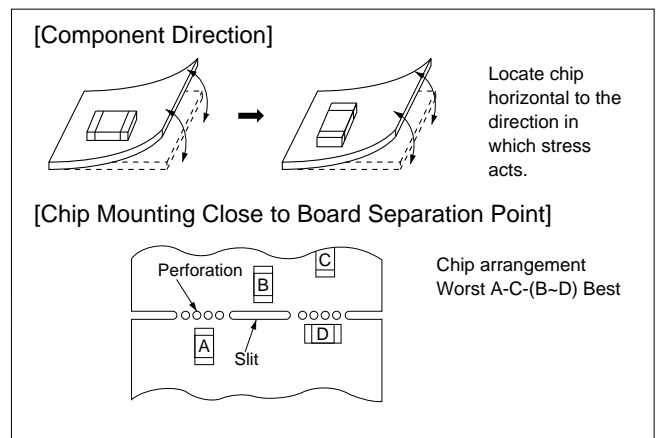 [Component Direction]
Locate chip
horizontal to the
direction in
which stress
acts.
[Chip Mounting Close to Board Separation Point]
Perforation
C
B
A
D
Slit
Chip arrangement
Worst A-C-(B~D) Best